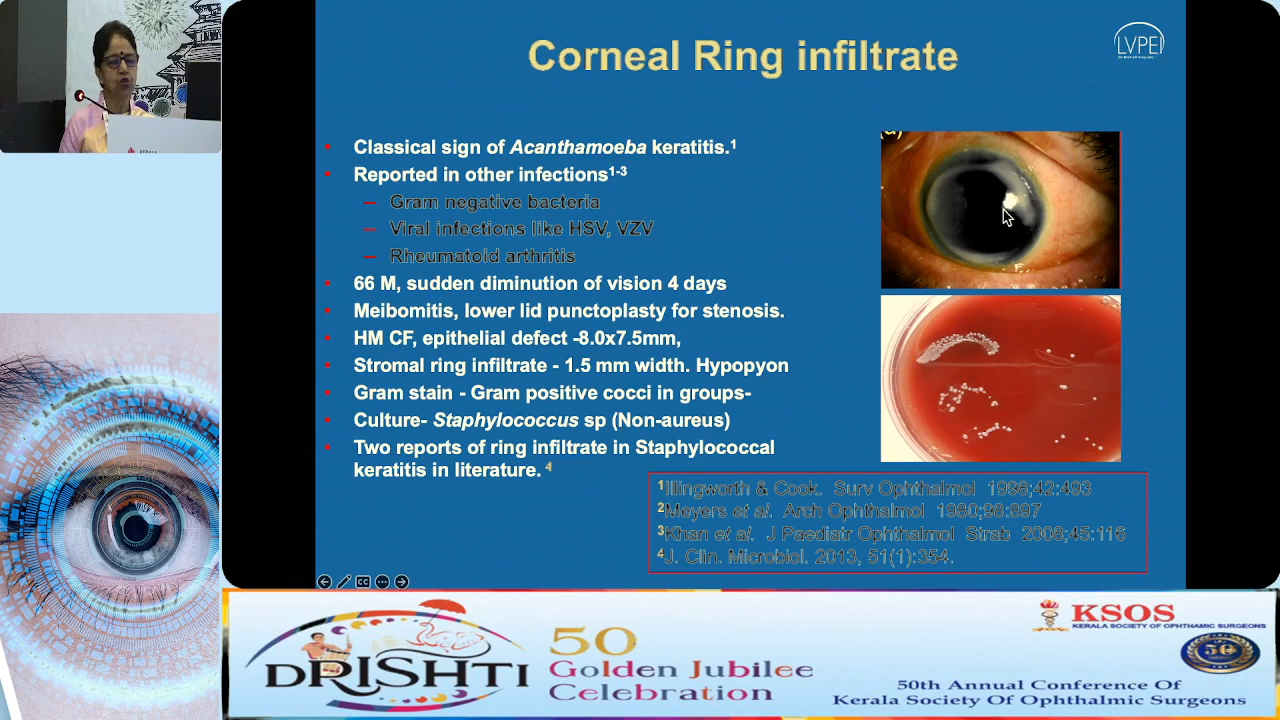 Corneal Ring infiltrate
LVPEI
Classical sign of Acanthamoeba keratitis.1
Reported in other infections1-3
– Gram negative bacteria
– Viral infections like HSV, VZV
– Rheumatoid arthritis
66 M, sudden diminution of vision 4 days
Meibomitis, lower lid punctoplasty for stenosis.
HM CF, epithelial defect -8.0x7.5mm,
Stromal ring infiltrate - 1.5 mm width. Hypopyon
Gram stain - Gram positive cocci in groups-
Culture- Staphylococcus sp (Non-aureus)
Two reports of ring infiltrate in Staphylococcal
keratitis in literature. 4
1Illingworth & Cook. Surv Ophthalmol 1998;42:493
2Meyers et al. Arch Ophthalmol
3Khan et al. J Paediatr Ophthalmol Strab 2008;45:116
4J. Clin. Microbiol. 2013, 51(1):354.
DRISHTI
50
Golden Jubilee
Celebration
KSOS
KERALA SOCIETY OF OPHTHAMIC SURGEONS
50
50th Annual Conference Of
Kerala Society Of Ophthalmic Surgeons